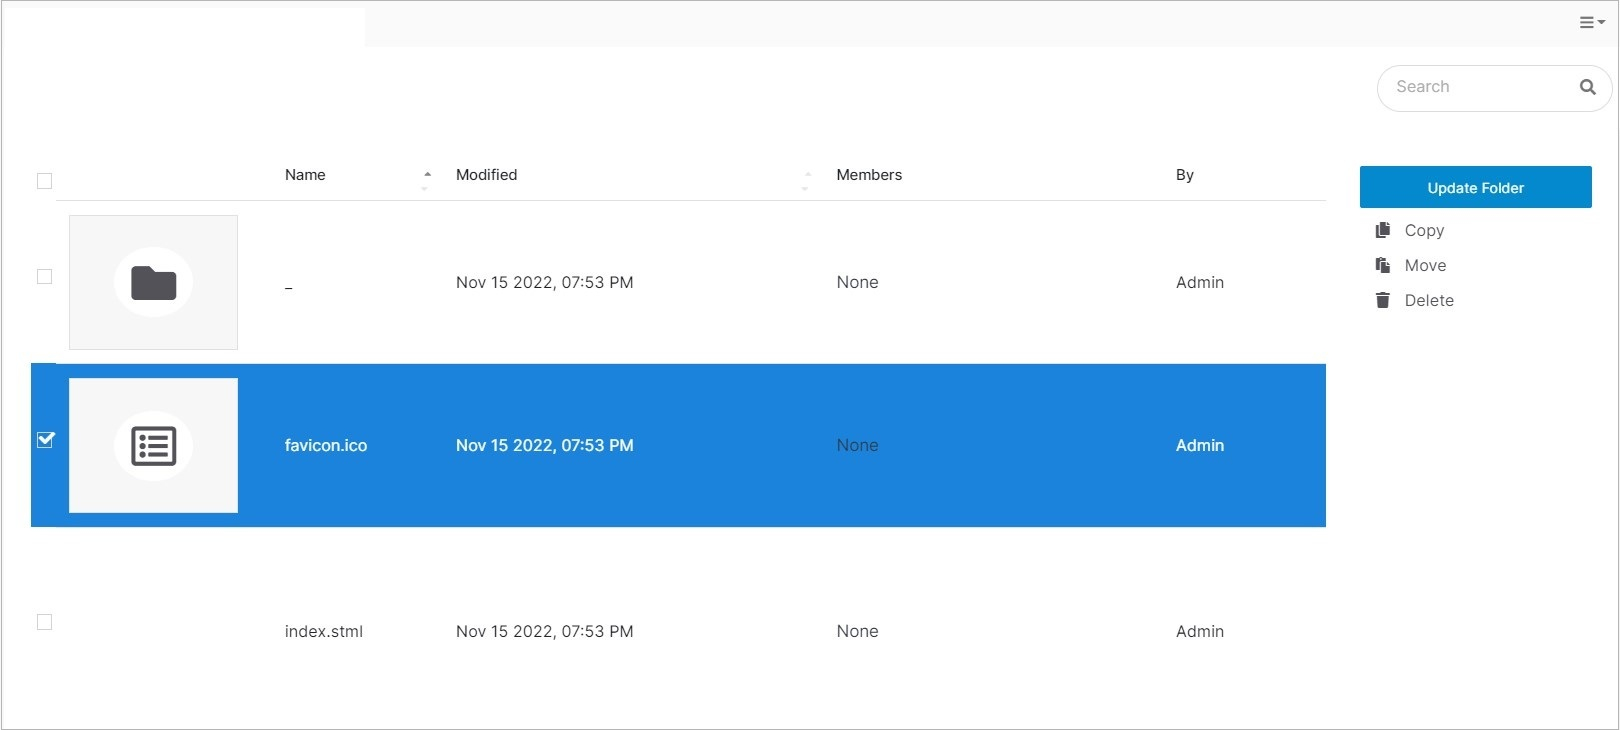 Search
Name Modified Members By
Update Folder
Copy
Move
Delete
_ Nov 15 2022, 07:53 PM None Admin
favicon.ico Nov 15 2022, 07:53 PM None Admin
index.stml Nov 15 2022, 07:53 PM None Admin